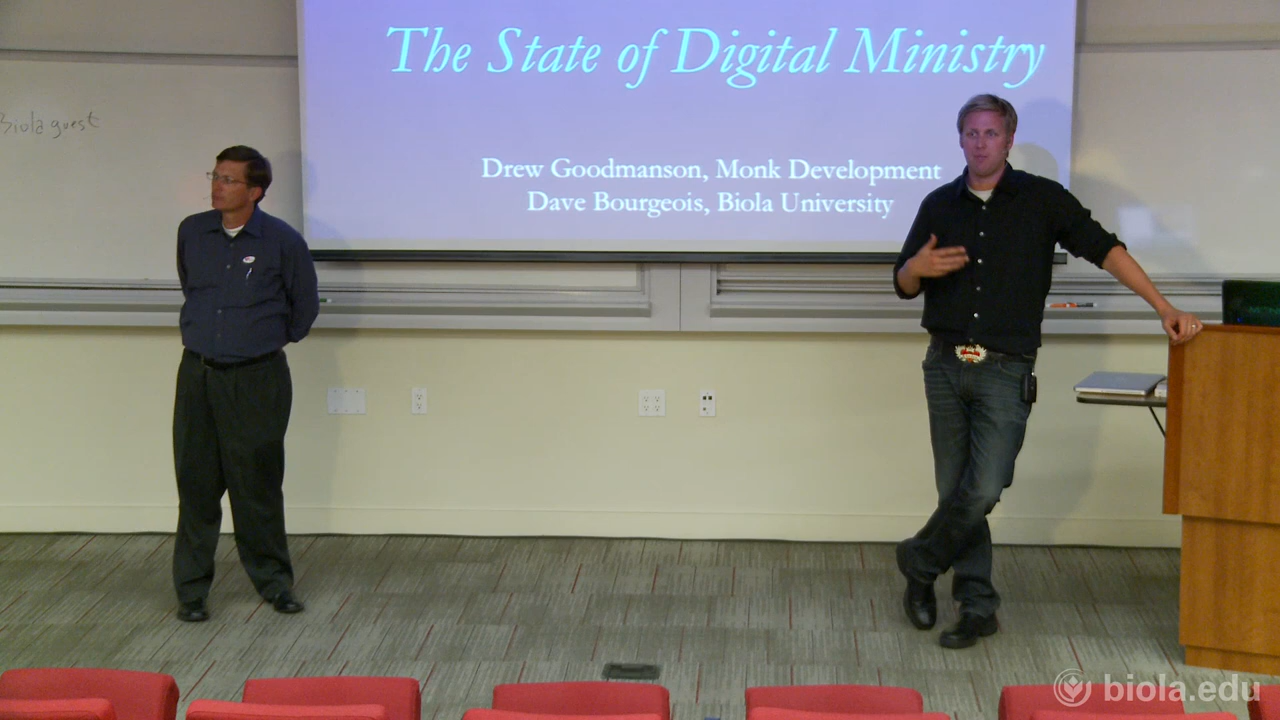 The State of Digital Ministry
Biola guest
Drew Goodmanson, Monk Development
Dave Bourgeois, Biola University
biola.edu